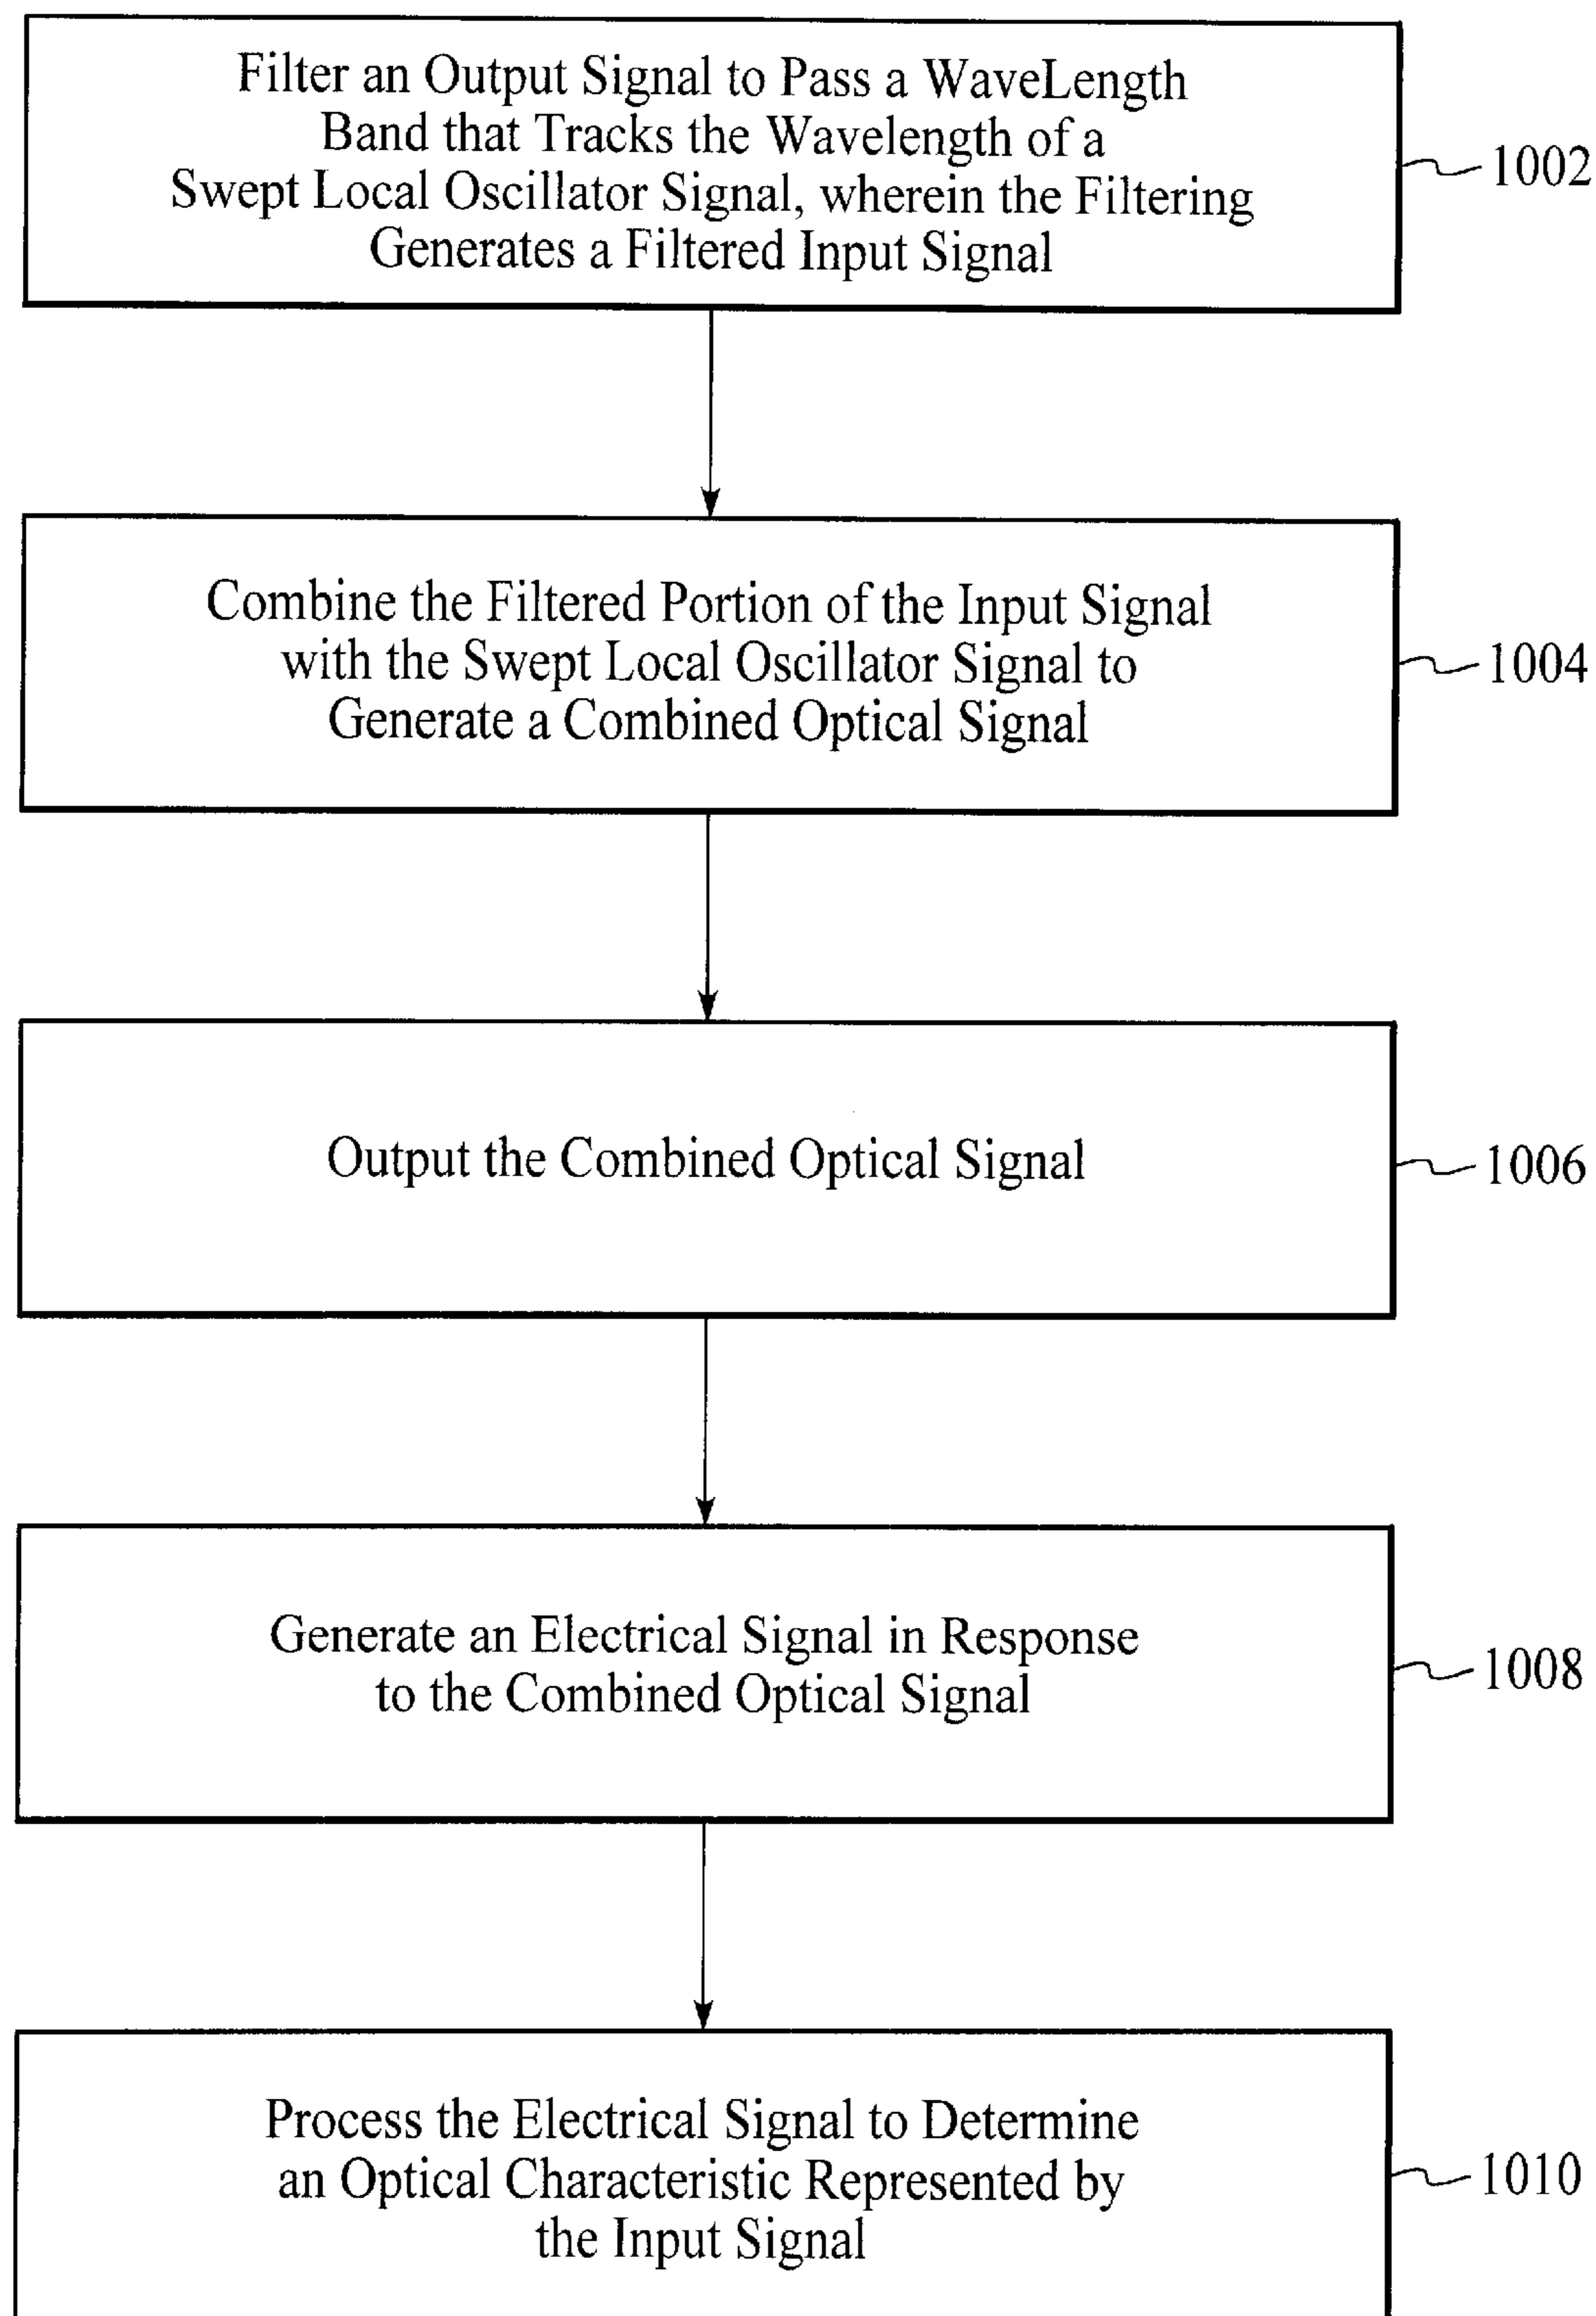 Filter an Output Signal to Pass a WaveLength
Band that Tracks the Wavelength of a
Swept Local Oscillator Signal, wherein the Filtering
Generates a Filtered Input Signal
1002
Combine the Filtered Portion of the Input Signal
with the Swept Local Oscillator Signal to
Generate a Combined Optical Signal
1004
Output the Combined Optical Signal
1006
Generate an Electrical Signal in Response
to the Combined Optical Signal
1008
Process the Electrical Signal to Determine
an Optical Characteristic Represented by
the Input Signal
1010